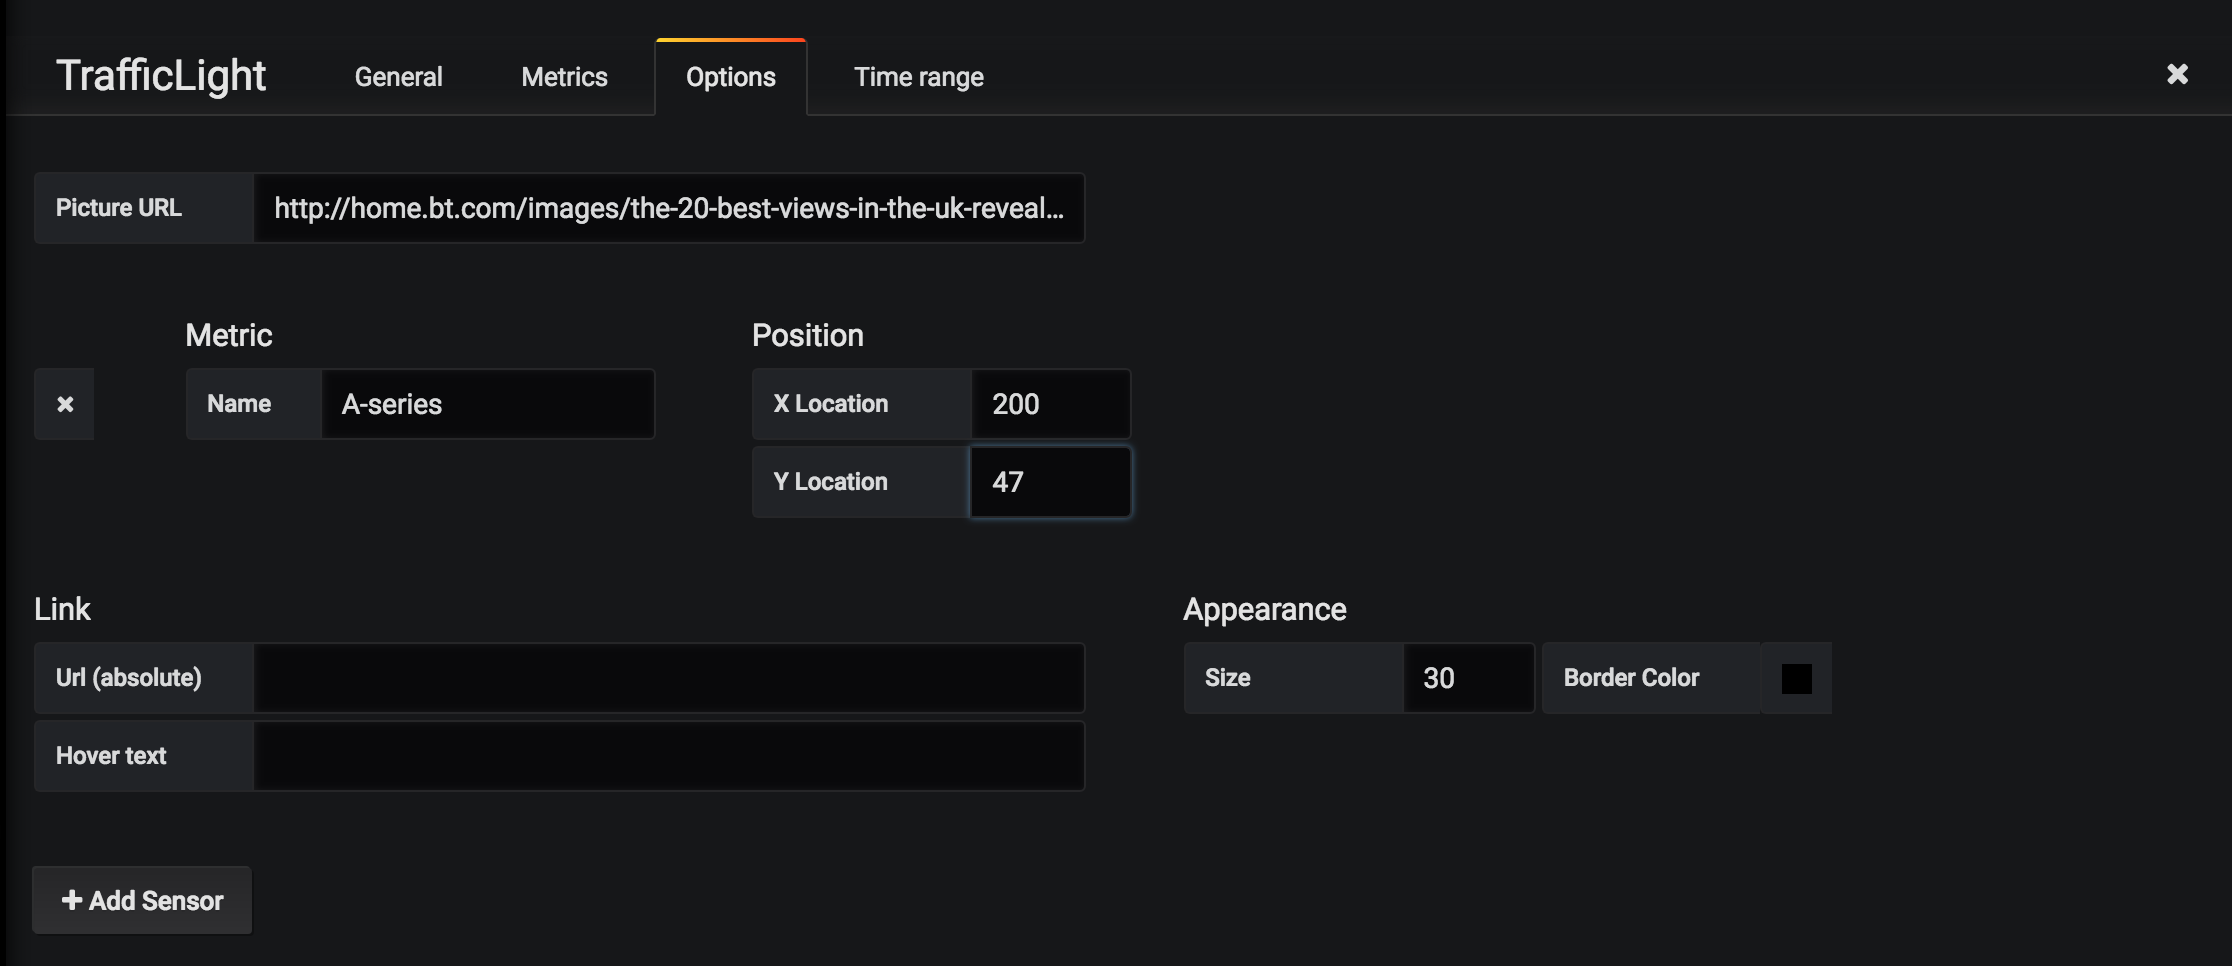 TrafficLight General Metrics Options Time range
Picture URL http://home.bt.com/images/the-20-best-views-in-the-uk-reveal...
Metric Position
Name A-series X Location 200
Y Location 47
Link Appearance
Url (absolute) Size 30 Border Color
Hover text
Add Sensor